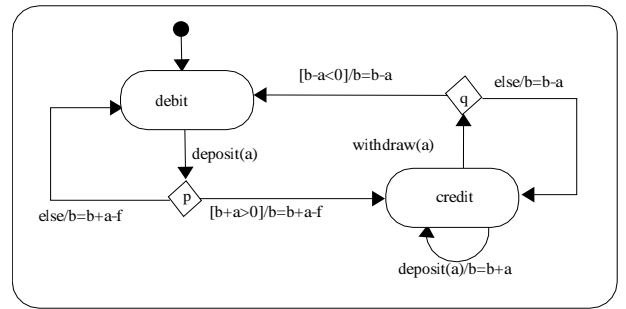 [b-a<0]/b=b-a
else/b=b-a
debit
q
deposit(a)
withdraw(a)
p
credit
else/b=b+a-f
[b+a>0]/b=b+a-f
deposit(a)/b=b+a